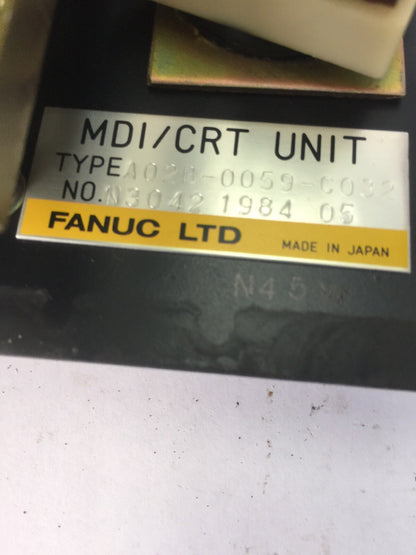 MDI/CRT UNIT
TYPE A02B-0059-C032
NO. N3042 1984 05
FANUC LTD MADE IN JAPAN
N45